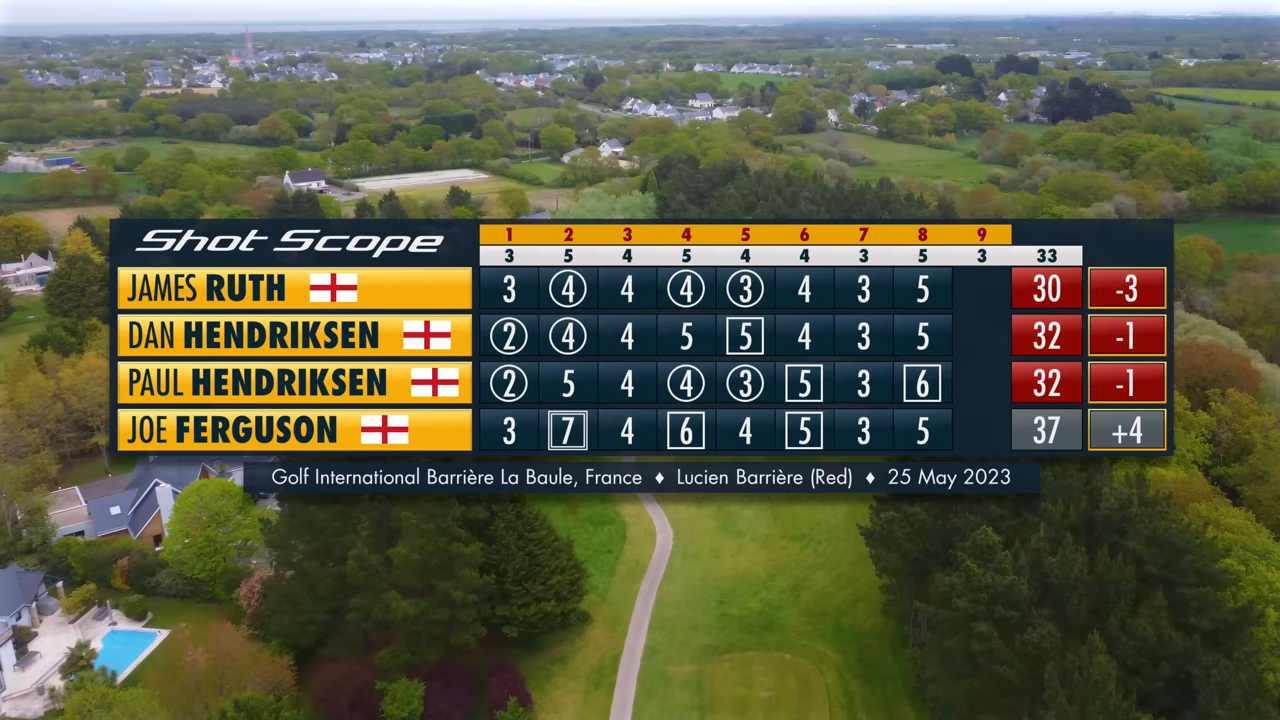 Shot Scope 1 2 3 4 5 6 7 8 9
3 5 4 5 4 4 3 5 3 33
JAMES RUTH 3 4 4 4 3 4 3 5 30 -3
DAN HENDRIKSEN 2 4 4 5 5 4 3 5 32 -1
PAUL HENDRIKSEN 2 5 4 4 3 5 3 6 32 -1
JOE FERGUSON 3 7 4 6 4 5 3 5 37 +4
Golf International Barrière La Baule, France ♦ Lucien Barrière (Red) ♦ 25 May 2023